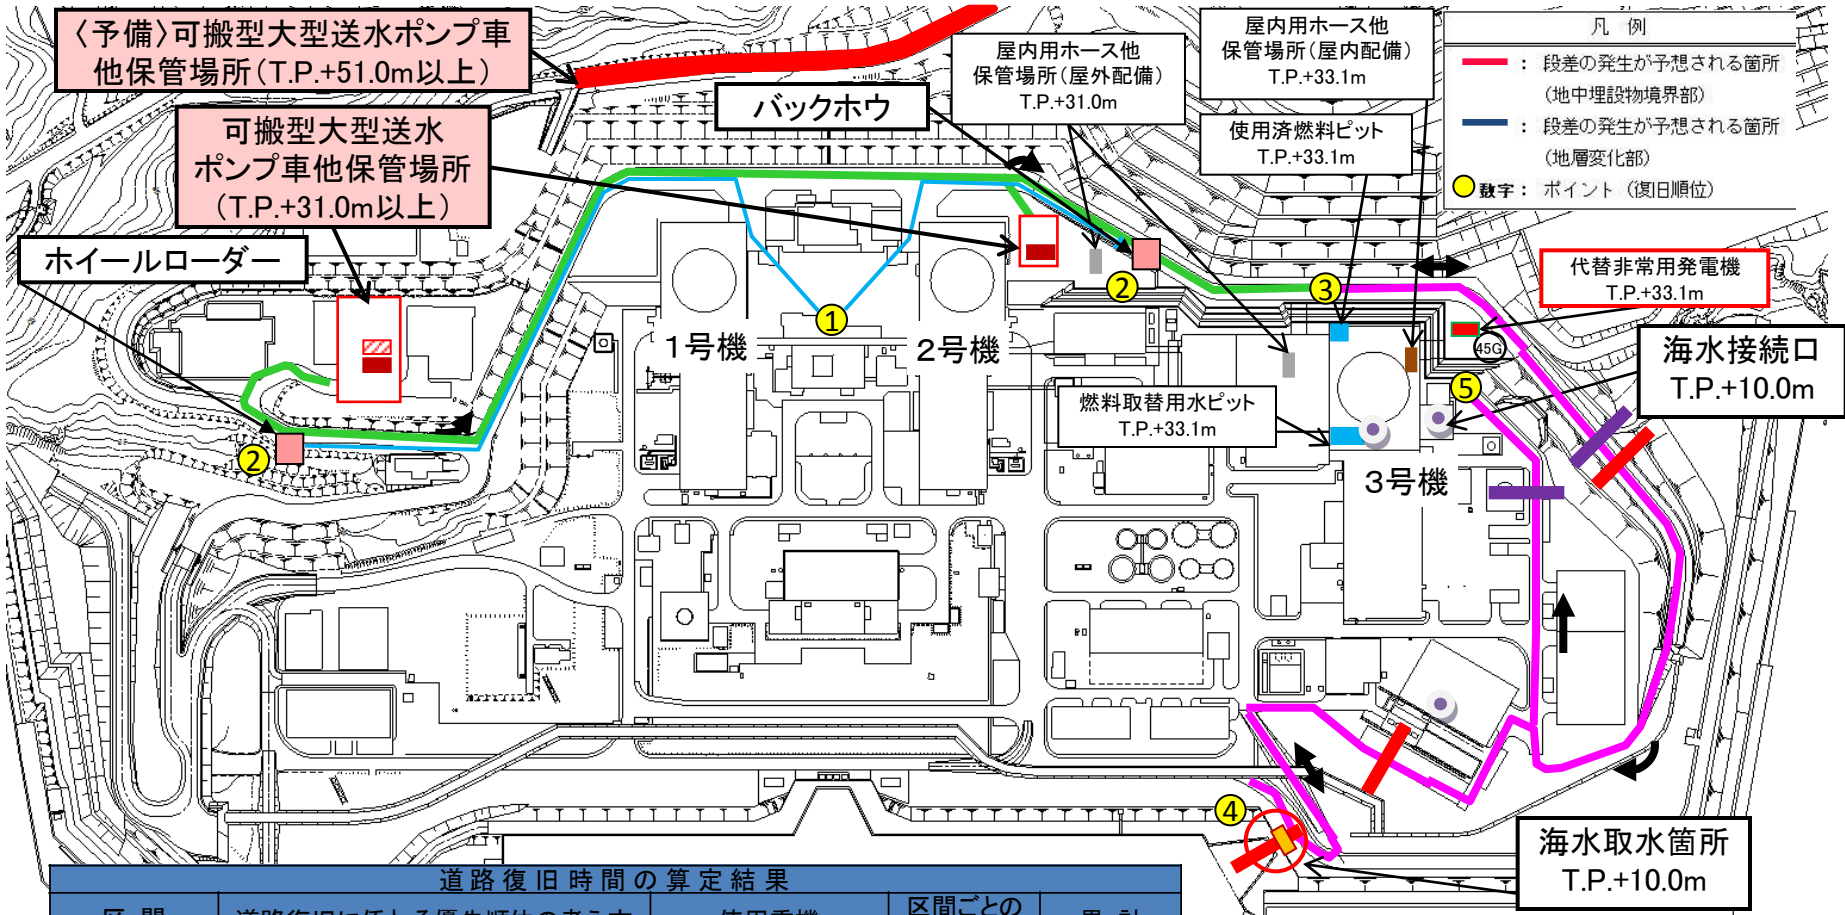 〈予備〉可搬型大型送水ポンプ車
他保管場所(T.P.+51.0m以上)
屋内用ホース他
保管場所(屋外配備)
T.P.+31.0m
屋内用ホース他
保管場所(屋内配備)
T.P.+33.1m
凡 例
: 段差の発生が予想される箇所
(地中埋設物境界部)
: 段差の発生が予想される箇所
(地層変化部)
数字: ポイント (復旧順位)
バックホウ
可搬型大型送水
ポンプ車他保管場所
(T.P.+31.0m以上)
使用済燃料ピット
T.P.+33.1m
ホイールローダー
代替非常用発電機
T.P.+33.1m
②
③
①
1号機
2号機
45G
海水接続口
T.P.+10.0m
⑤
燃料取替用水ピット
T.P.+33.1m
②
3号機
④
海水取水箇所
T.P.+10.0m
道路復旧時間の算定結果
区間ごとの